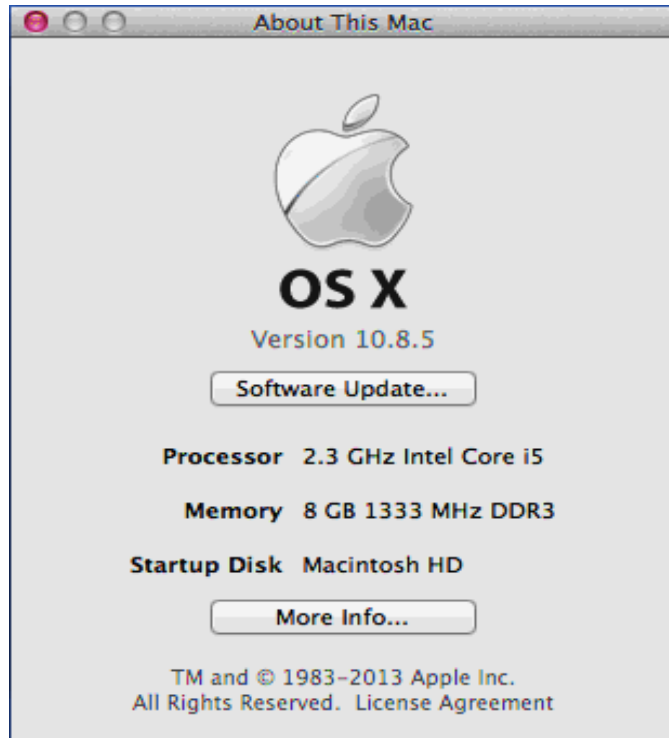 About This Mac
OS X
Version 10.8.5
Software Update...
Processor 2.3 GHz Intel Core i5
Memory 8 GB 1333 MHz DDR3
Startup Disk Macintosh HD
More Info...
TM and © 1983-2013 Apple Inc.
All Rights Reserved. License Agreement